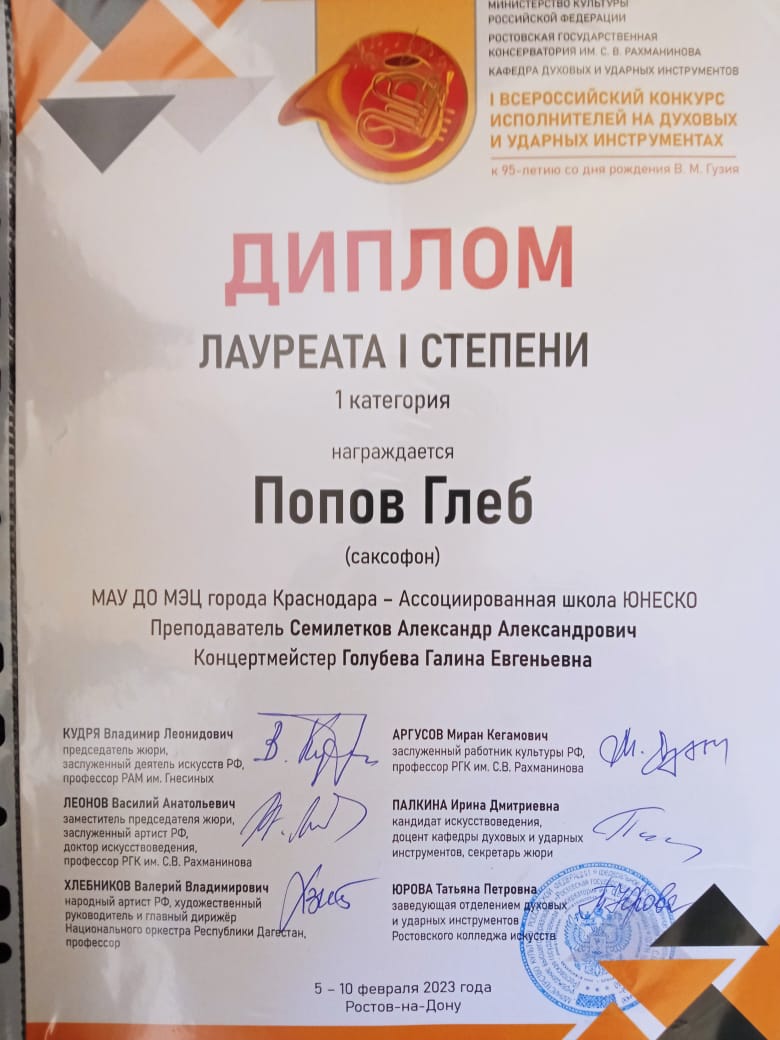 МИНИСТЕРСТВО КУЛЬТУРЫ
РОССИЙСКОЙ ФЕДЕРАЦИИ
РОСТОВСКАЯ ГОСУДАРСТВЕННАЯ
КОНСЕРВАТОРИЯ ИМ. С. В. РАХМАНИНОВА
КАФЕДРА ДУХОВЫХ И УДАРНЫХ ИНСТРУМЕНТОВ
I ВСЕРОССИЙСКИЙ КОНКУРС
ИСПОЛНИТЕЛЕЙ НА ДУХОВЫХ
И УДАРНЫХ ИНСТРУМЕНТАХ
к 95-летию со дня рождения В. М. Гузия
ДИПЛОМ
ЛАУРЕАТА I СТЕПЕНИ
1 категория
награждается
Попов Глеб
(саксофон)
МАУ ДО МЭЦ города Краснодара – Ассоциированная школа ЮНЕСКО
Преподаватель Семилетков Александр Александрович
Концертмейстер Голубева Галина Евгеньевна
КУДРЯ Владимир Леонидович
председатель жюри,
заслуженный деятель искусств РФ,
профессор РАМ им. Гнесиных
ЛЕОНОВ Василий Анатольевич
заместитель председателя жюри,
заслуженный артист РФ,
доктор искусствоведения,
профессор РГК им. С.В. Рахманинова
ХЛЕБНИКОВ Валерий Владимирович
народный артист РФ, художественный
руководитель и главный дирижёр
Национального оркестра Республики Дагестан,
профессор
АРГУСОВ Миран Кегамович
заслуженный работник культуры РФ,
профессор РГК им. С.В. Рахманинова
ПАЛКИНА Ирина Дмитриевна
кандидат искусствоведения,
доцент кафедры духовых и ударных
инструментов, секретарь жюри
ЮРОВА Татьяна Петровна
заведующая отделением духовых
и ударных инструментов
Ростовского колледжа искусств
5 – 10 февраля 2023 года
Ростов-на-Дону